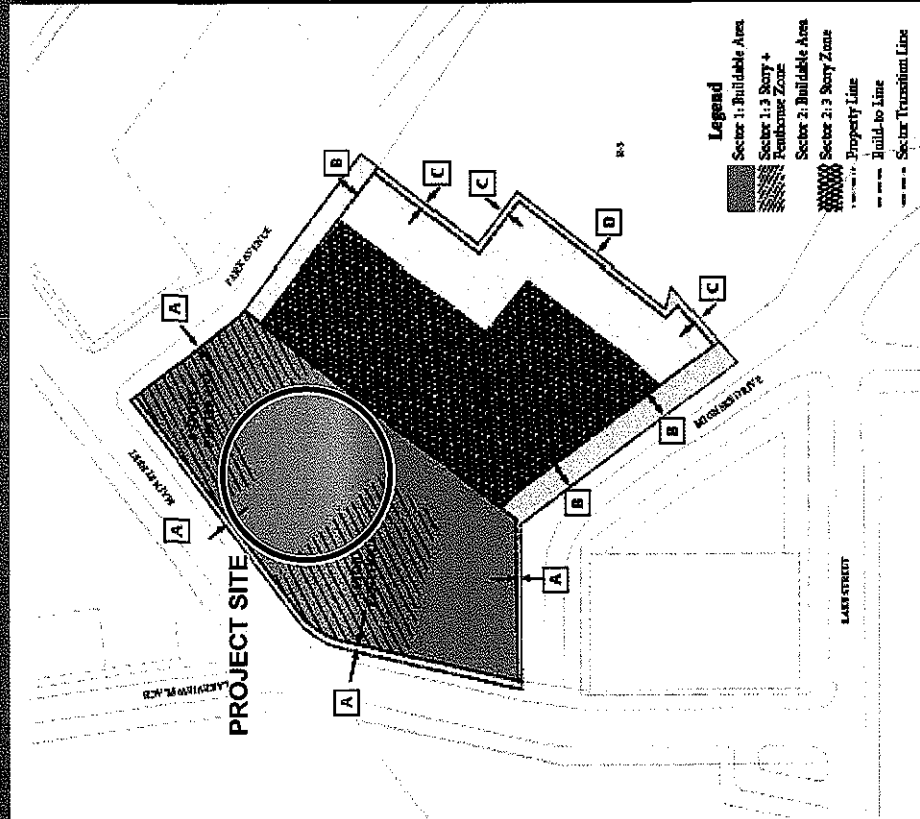 PROJECT SITE
MAIN STREET
PARK AVENUE
LAKEVIEW PLACE
LAKE STREET
A
A
A
A
B
B
B
C
C
C
D
R-5
Legend
Sector 1: Buildable Area
Sector 1: 3 Story +
Penthouse Zone
Sector 2: Buildable Area
Sector 2: 3 Story Zone
Property Line
Build-to Line
Sector Transition Line